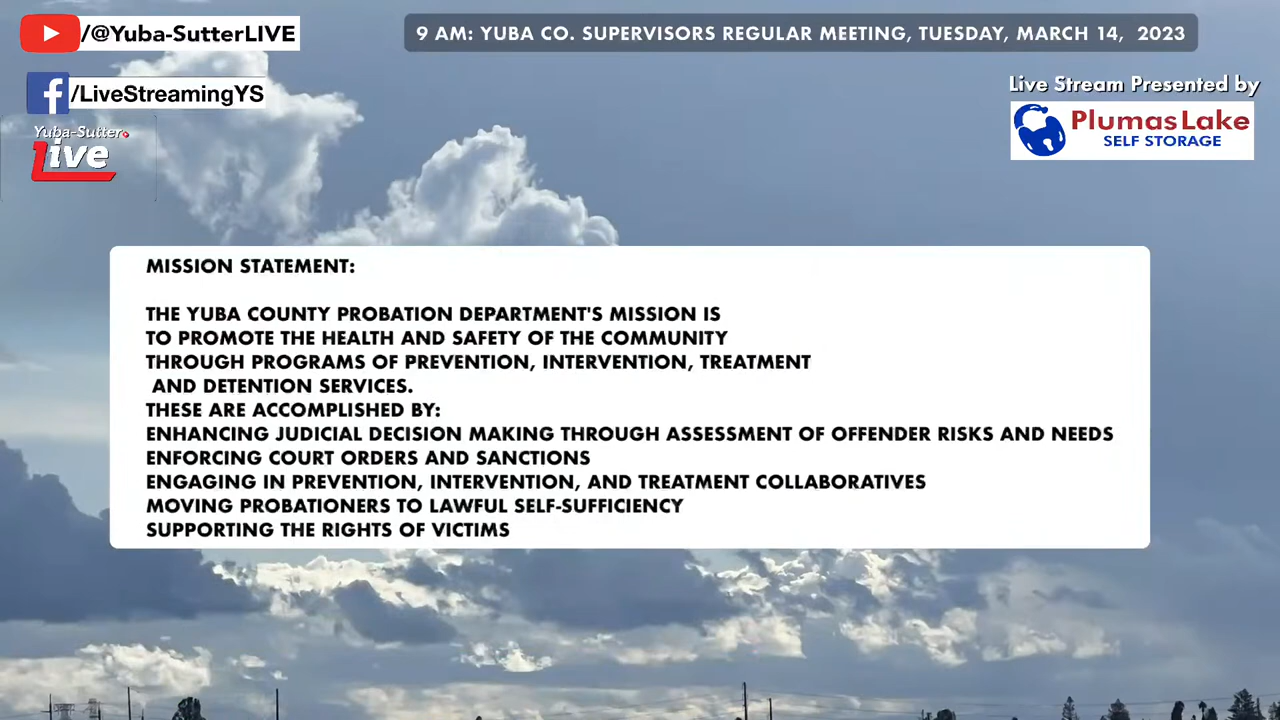 /@Yuba-SutterLIVE
9 AM: YUBA CO. SUPERVISORS REGULAR MEETING, TUESDAY, MARCH 14, 2023
f/LiveStreamingYS
Live Stream Presented by
Yuba-Sutter
Live
PlumasLake
SELF STORAGE
MISSION STATEMENT:
THE YUBA COUNTY PROBATION DEPARTMENT'S MISSION IS
TO PROMOTE THE HEALTH AND SAFETY OF THE COMMUNITY
THROUGH PROGRAMS OF PREVENTION, INTERVENTION, TREATMENT
AND DETENTION SERVICES.
THESE ARE ACCOMPLISHED BY:
ENHANCING JUDICIAL DECISION MAKING THROUGH ASSESSMENT OF OFFENDER RISKS AND NEEDS
ENFORCING COURT ORDERS AND SANCTIONS
ENGAGING IN PREVENTION, INTERVENTION, AND TREATMENT COLLABORATIVES
MOVING PROBATIONERS TO LAWFUL SELF-SUFFICIENCY
SUPPORTING THE RIGHTS OF VICTIMS